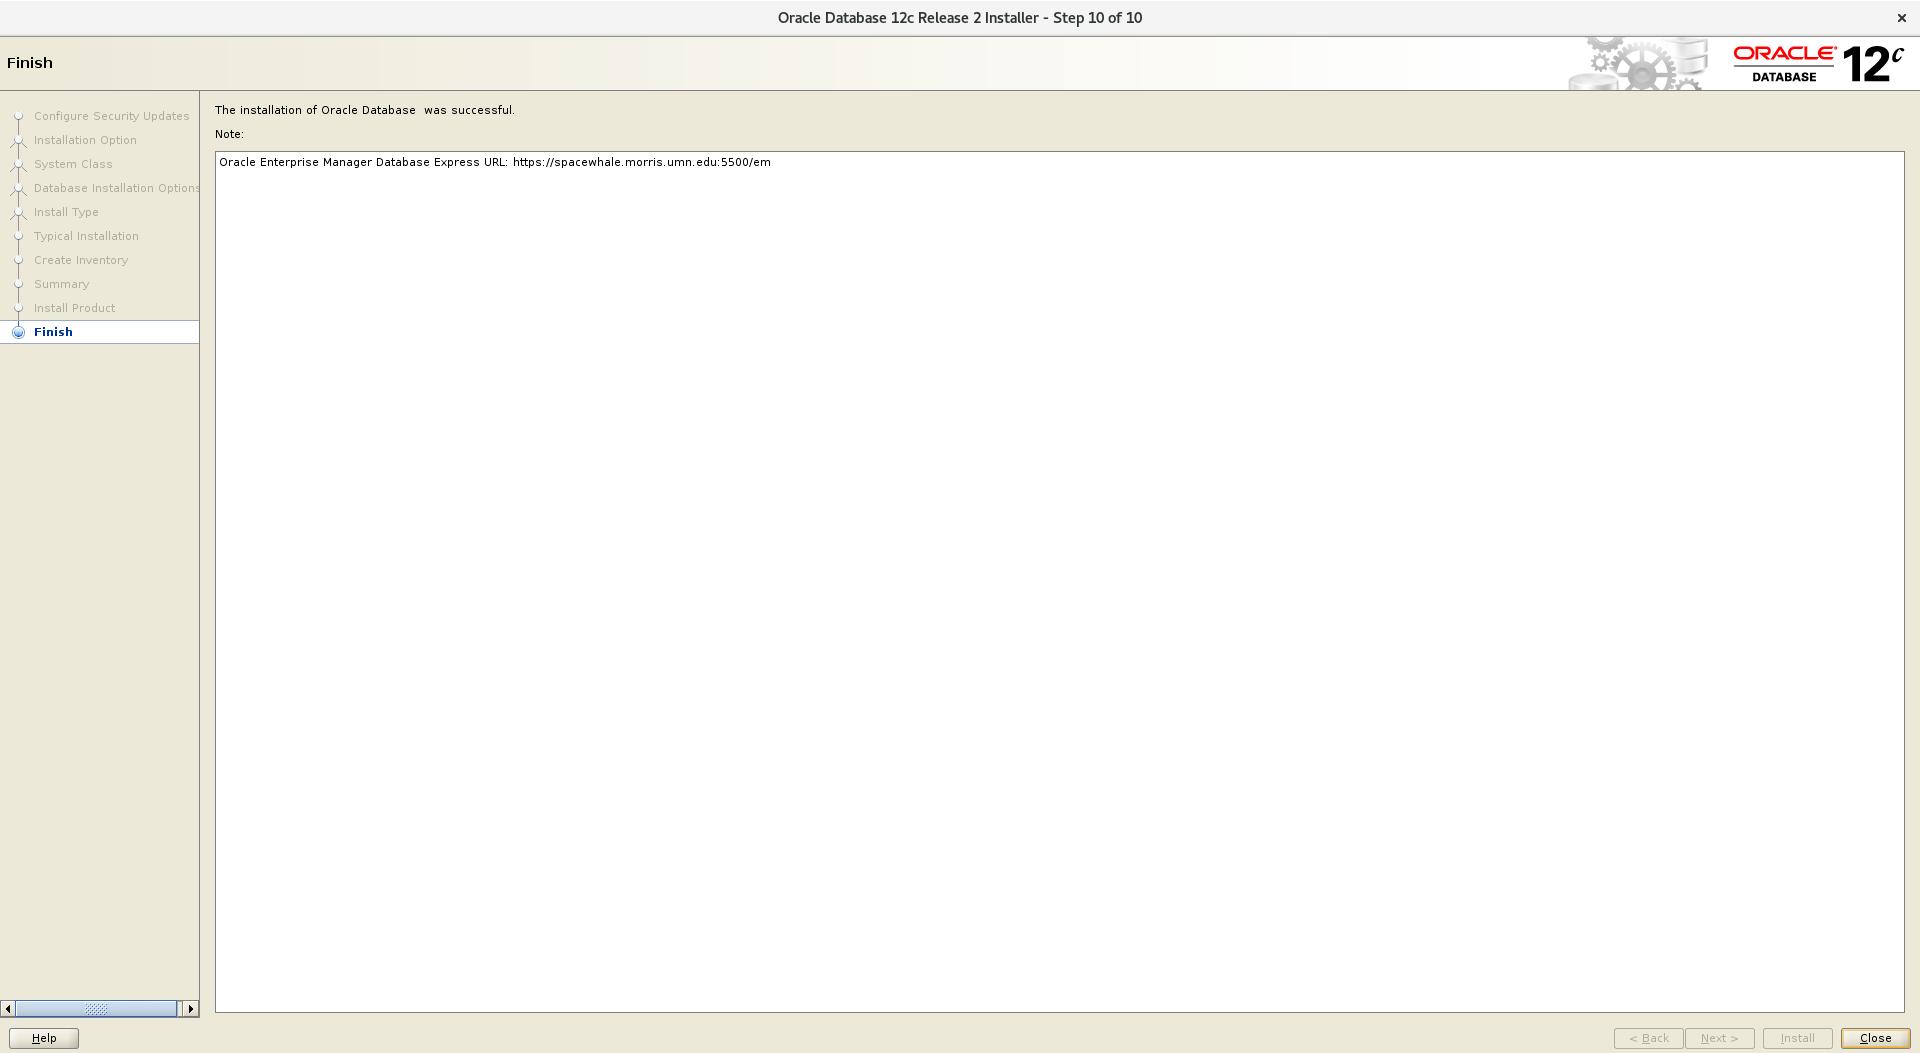 Oracle Database 12c Release 2 Installer - Step 10 of 10
Finish
ORACLE
DATABASE
12c
Configure Security Updates
Installation Option
System Class
Database Installation Options
Install Type
Typical Installation
Create Inventory
Summary
Install Product
Finish
The installation of Oracle Database  was successful.
Note:
Oracle Enterprise Manager Database Express URL: https://spacewhale.morris.umn.edu:5500/em
Help
< Back
Next >
Install
Close